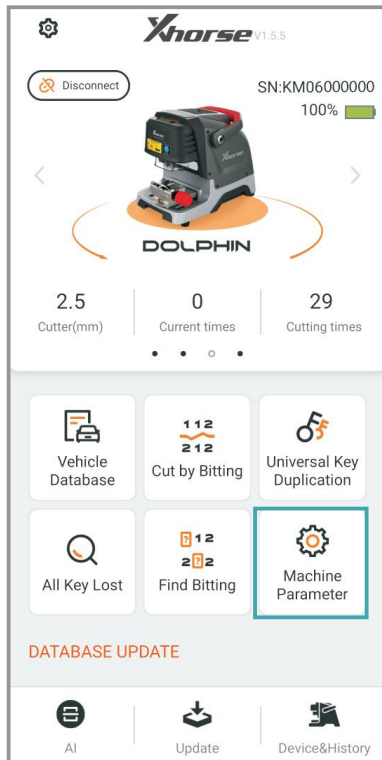 Xhorse V1.5.5
Disconnect
SN:KM06000000
100%
DOLPHIN
2.5 0 29
Cutter(mm) Current times Cutting times
112
212
Vehicle
Database
Cut by Bitting
Universal Key
Duplication
?12
2?2
All Key Lost
Find Bitting
Machine
Parameter
DATABASE UPDATE
AI Update Device&History